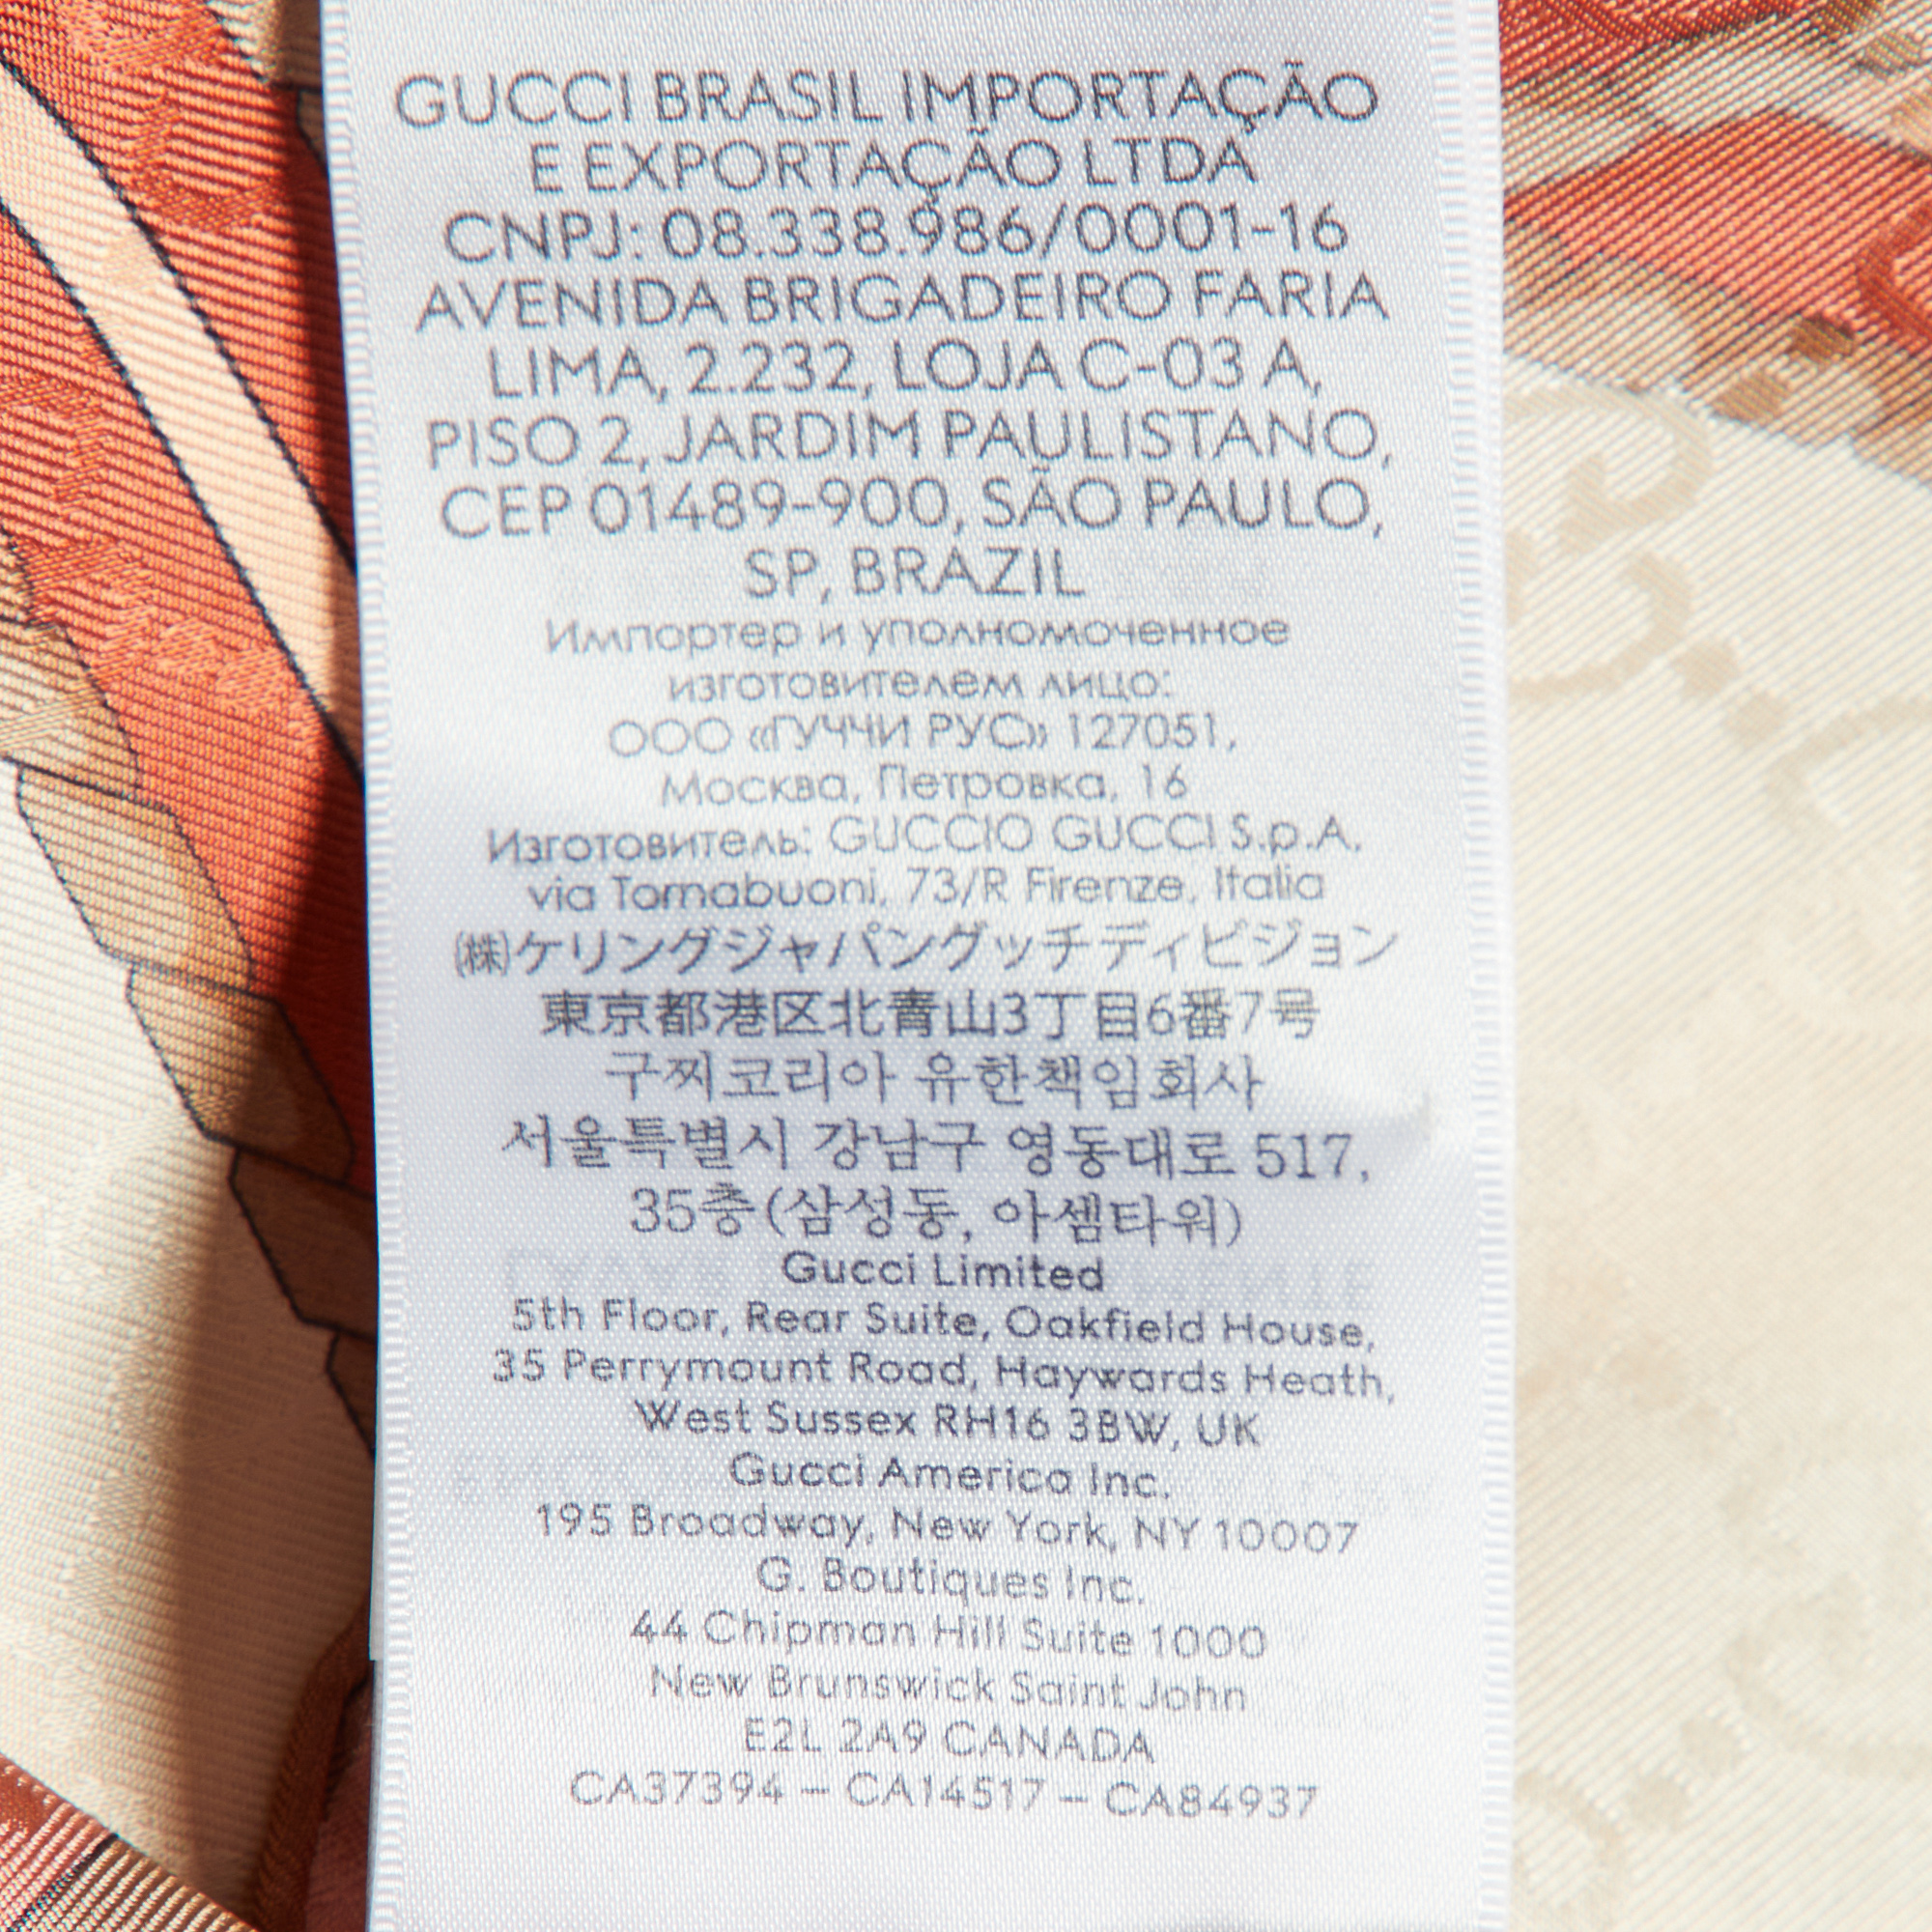 GUCCI BRASIL IMPORTAÇÃO
E EXPORTAÇÃO LTDA
CNPJ: 08.338.986/0001-16
AVENIDA BRIGADEIRO FARIA
LIMA, 2.232, LOJA C-03 A,
PISO 2, JARDIM PAULISTANO,
CEP 01489-900, SÃO PAULO,
SP, BRAZIL
Импортер и уполномоченное
изготовителем лицо:
ООО «ГУЧЧИ РУС» 127051,
Москва, Петровка, 16
Изготовитель: GUCCIO GUCCI S.p.A.
via Tornabuoni, 73/R Firenze, Italia
㈱ケリングジャパングッチディビジョン
東京都港区北青山3丁目6番7号
구찌코리아 유한책임회사
서울특별시 강남구 영동대로 517,
35층(삼성동, 아셈타워)
Gucci Limited
5th Floor, Rear Suite, Oakfield House,
35 Perrymount Road, Haywards Heath,
West Sussex RH16 3BW, UK
Gucci America Inc.
195 Broadway, New York, NY 10007
G. Boutiques Inc.
44 Chipman Hill Suite 1000
New Brunswick Saint John
E2L 2A9 CANADA
CA37394 – CA14517 – CA84937